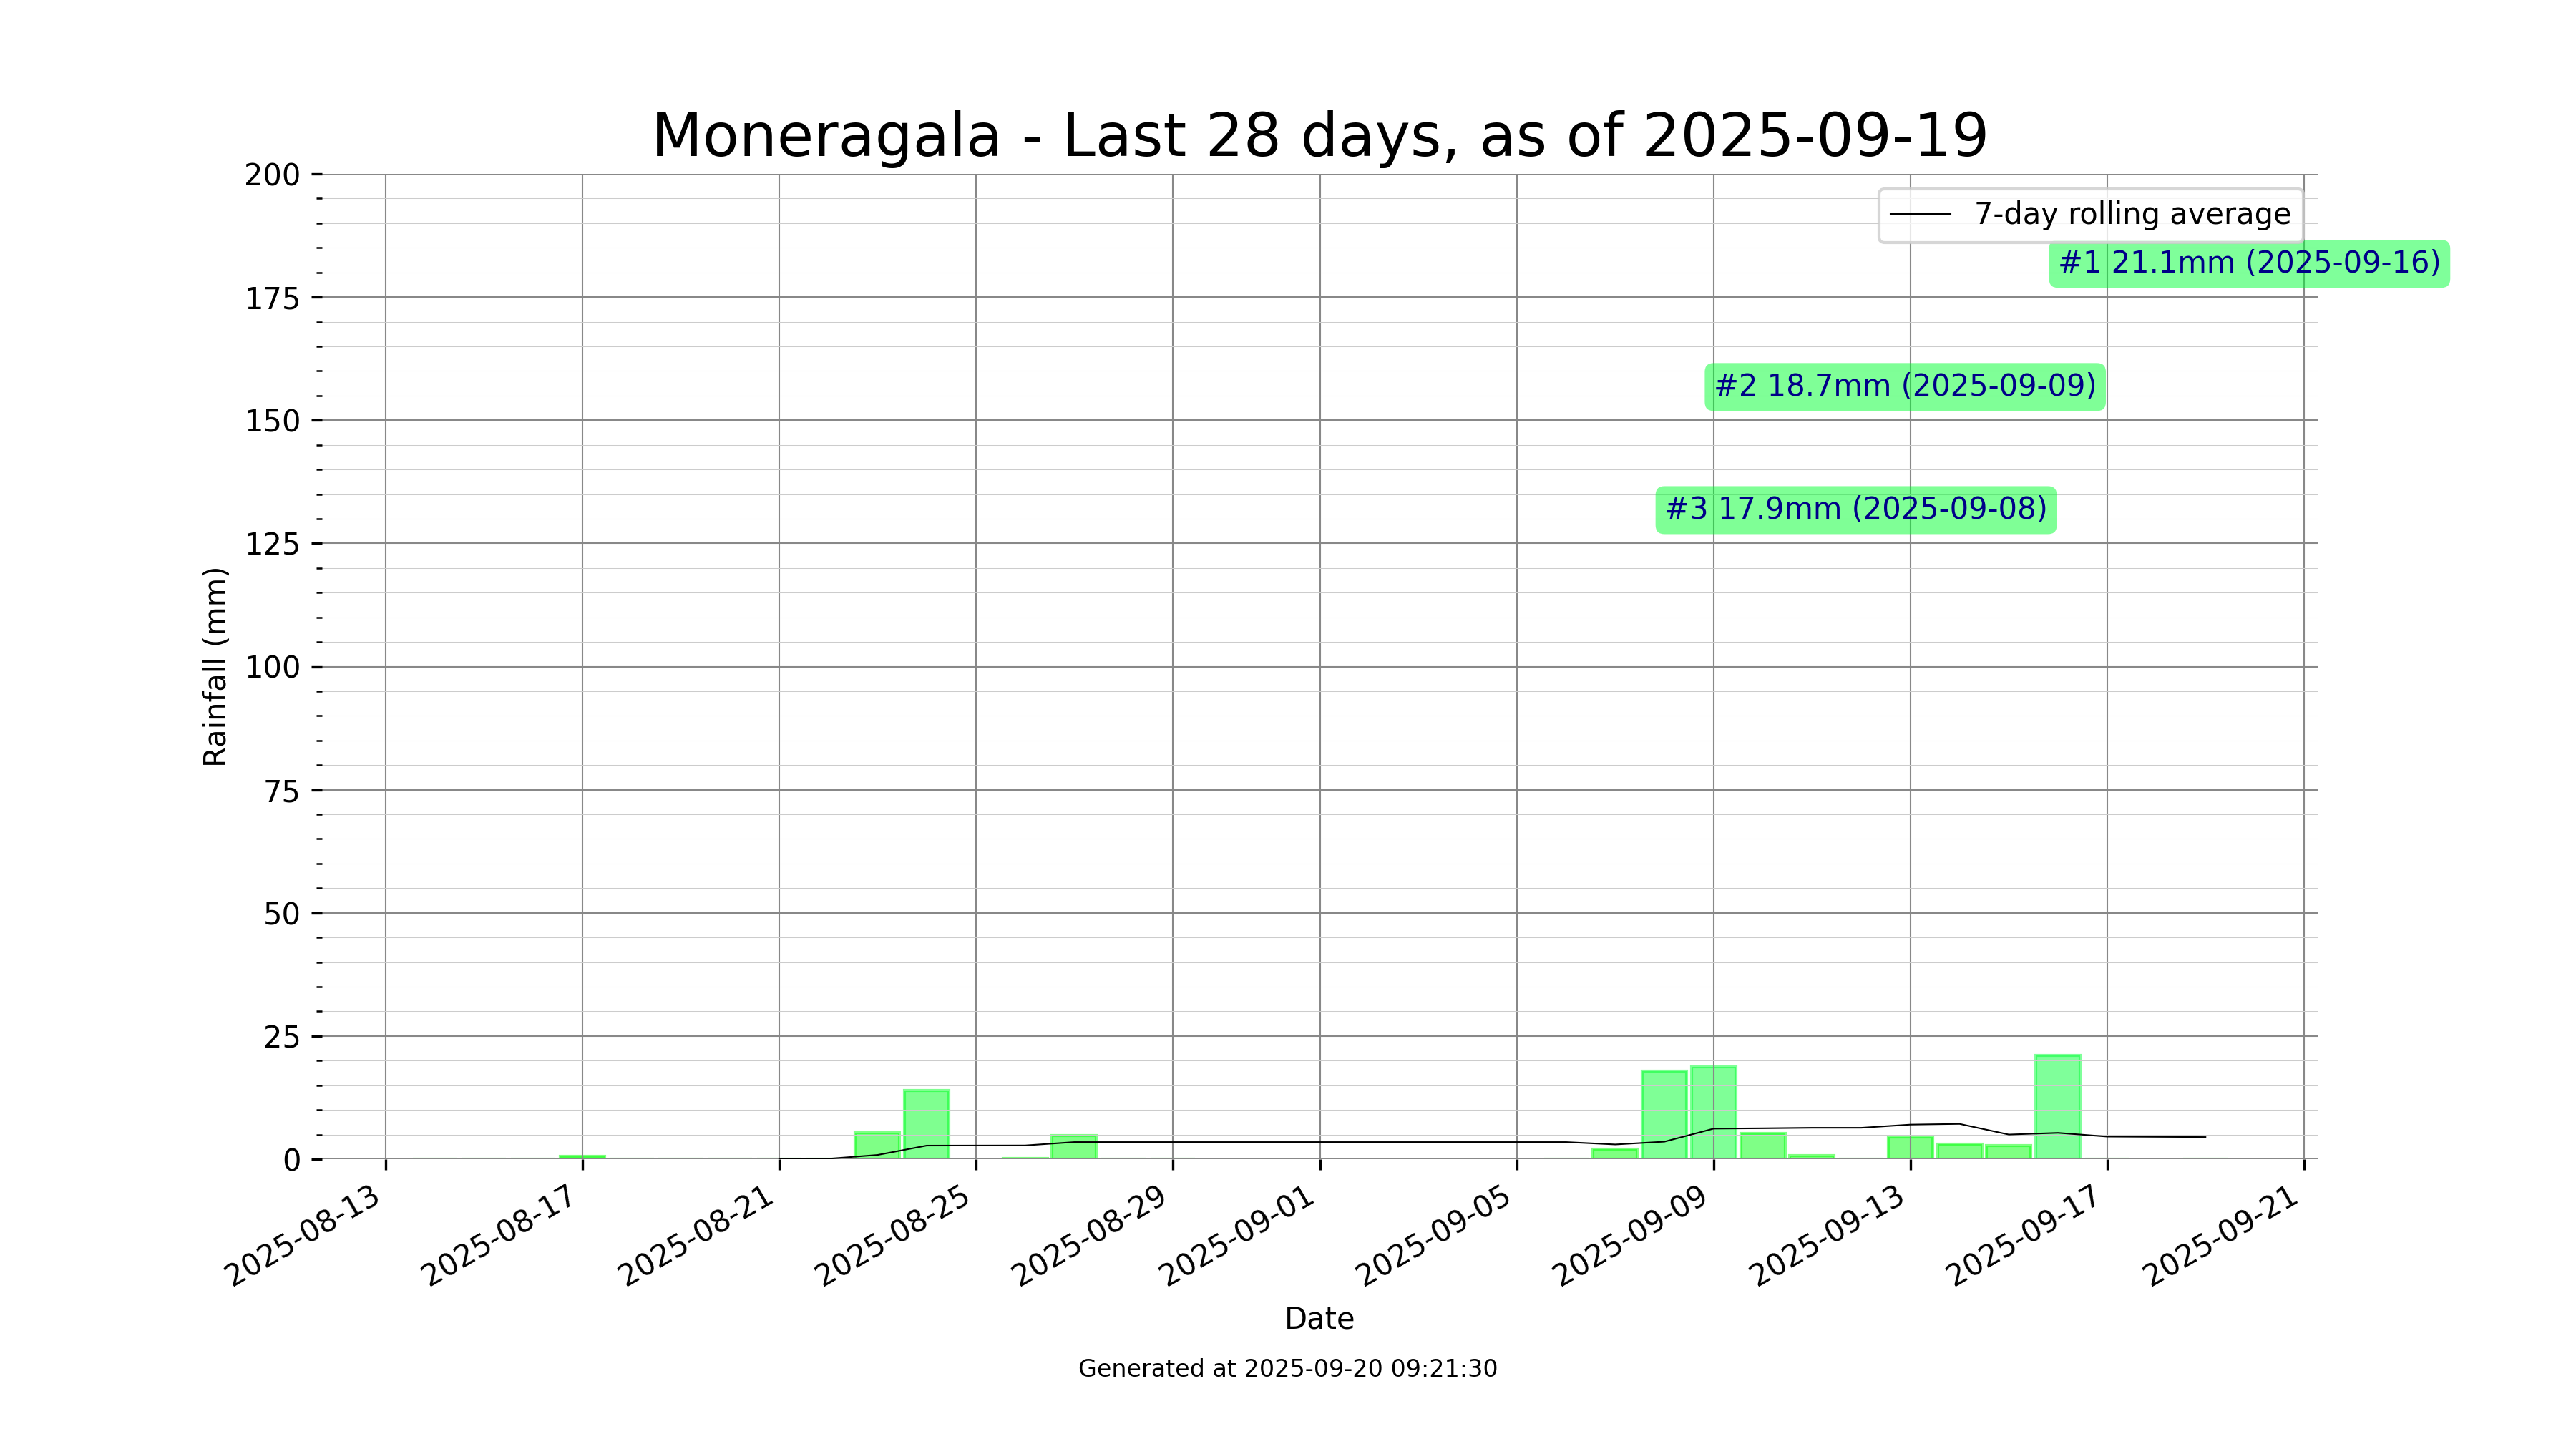 Moneragala - Last 28 days, as of 2025-09-19
200
175
150
125
100
75
50
25
0
Rainfall (mm)
7-day rolling average
#1 21.1mm (2025-09-16)
#2 18.7mm (2025-09-09)
#3 17.9mm (2025-09-08)
2025-08-13
2025-08-17
2025-08-21
2025-08-25
2025-08-29
2025-09-01
2025-09-05
2025-09-09
2025-09-13
2025-09-17
2025-09-21
Date
Generated at 2025-09-20 09:21:30